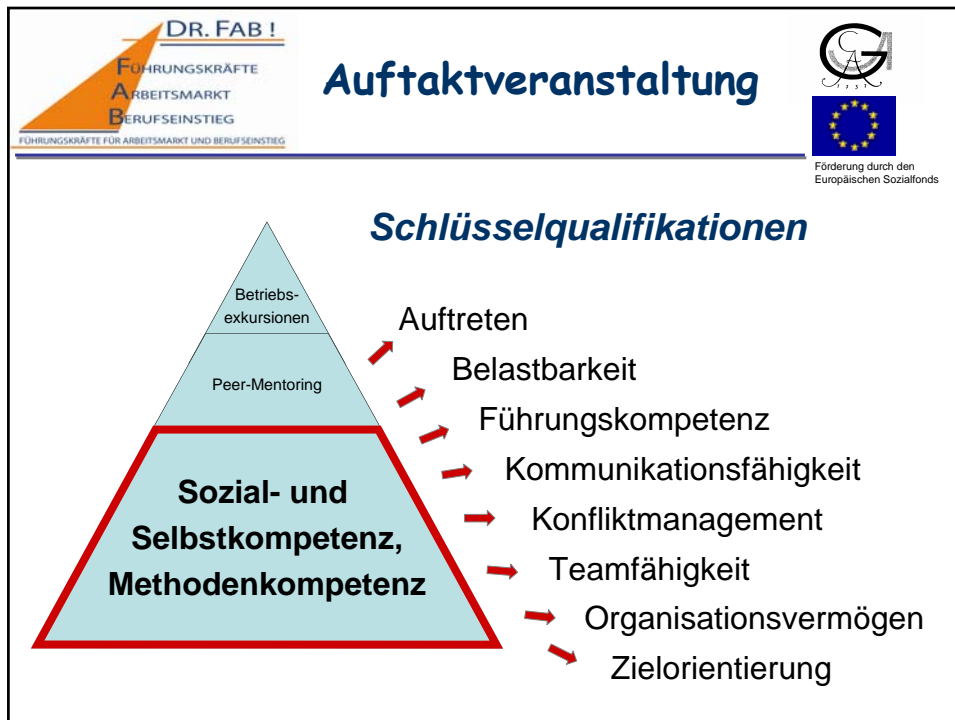 DR. FAB !
FÜHRUNGSKRÄFTE
ARBEITSMARKT
BERUFSEINSTIEG
FÜHRUNGSKRÄFTE FÜR ARBEITSMARKT UND BERUFSEINSTIEG
Auftaktveranstaltung
1737
Förderung durch den
Europäischen Sozialfonds
Schlüsselqualifikationen
Betriebs-
exkursionen
Peer-Mentoring
Sozial- und
Selbstkompetenz,
Methodenkompetenz
Auftreten
Belastbarkeit
Führungskompetenz
Kommunikationsfähigkeit
Konfliktmanagement
Teamfähigkeit
Organisationsvermögen
Zielorientierung